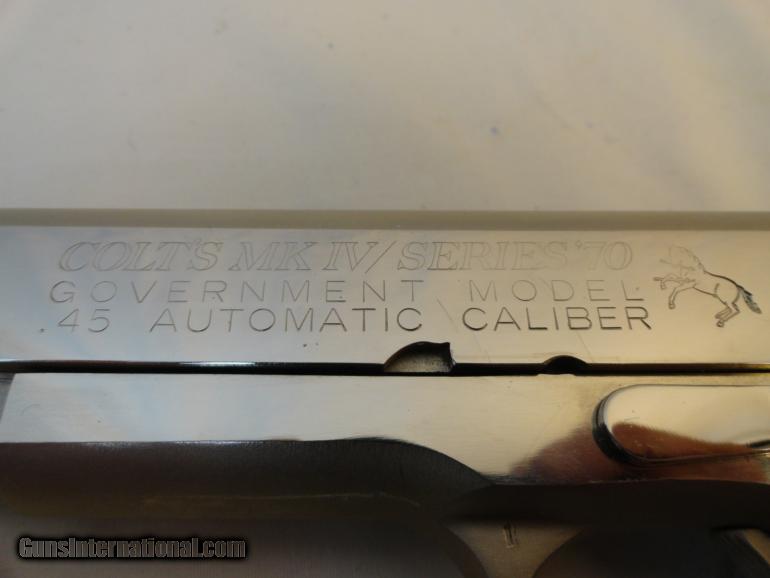 COLT'S MK IV/ SERIES '70
GOVERNMENT MODEL
.45 AUTOMATIC CALIBER
GunsInternational.com